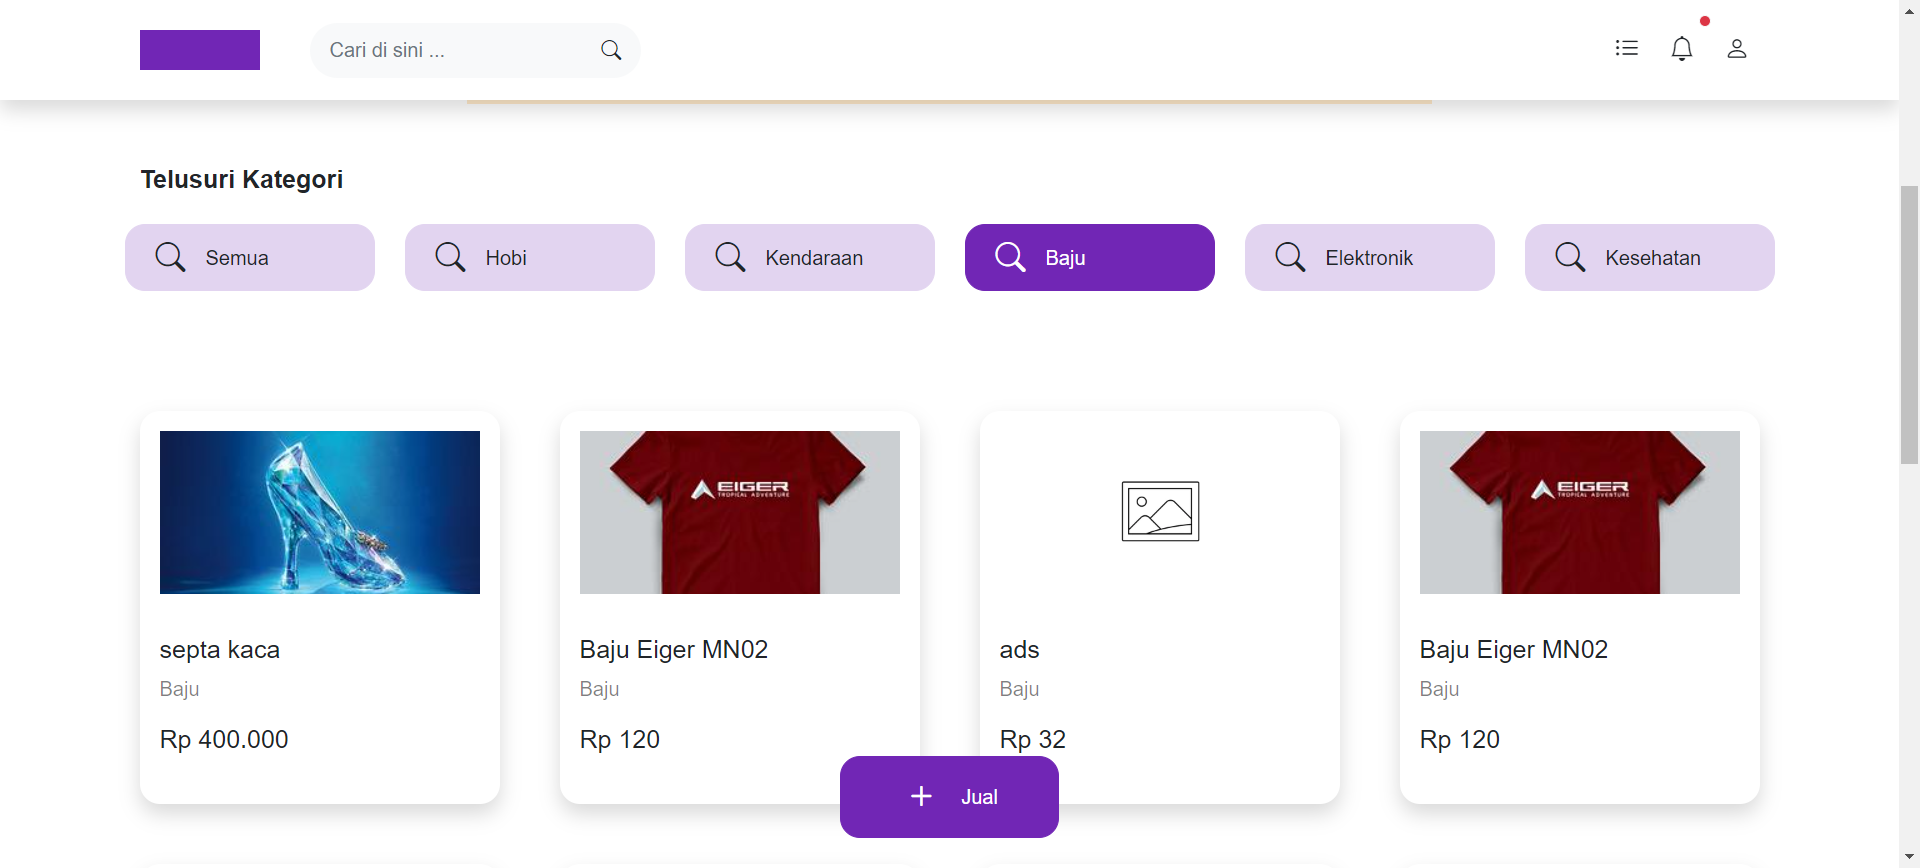 Cari di sini ...
Telusuri Kategori
Semua
Hobi
Kendaraan
Baju
Elektronik
Kesehatan
EIGER
TROPICAL ADVENTURE
EIGER
TROPICAL ADVENTURE
septa kaca
Baju
Rp 400.000
Baju Eiger MN02
Baju
Rp 120
ads
Baju
Rp 32
Baju Eiger MN02
Baju
Rp 120
Jual